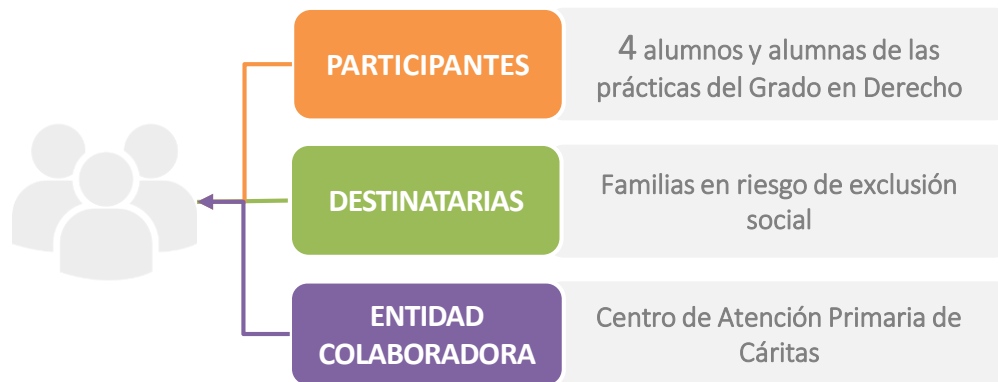 PARTICIPANTES
4 alumnos y alumnas de las
prácticas del Grado en Derecho
DESTINATARIAS
Familias en riesgo de exclusión
social
ENTIDAD
COLABORADORA
Centro de Atención Primaria de
Cáritas